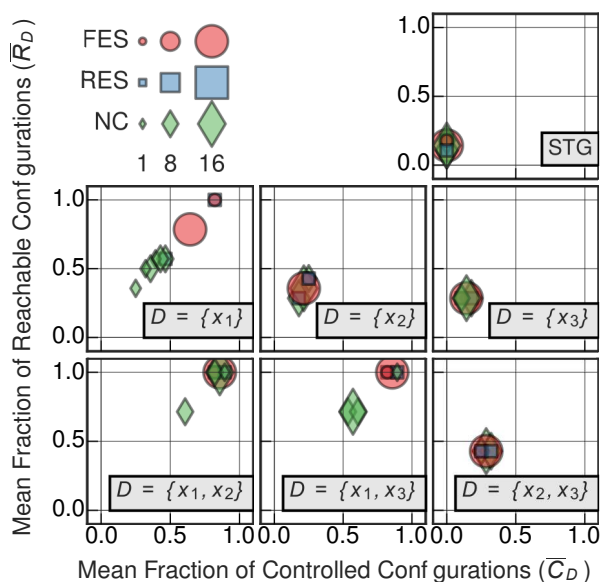 FES
RES
NC
1 8 16
1.0
0.5
0.0
STG
1.0
0.5
0.0
D = {x1}
D = {x2}
D = {x3}
1.0
0.5
0.0
D = {x1, x2}
D = {x1, x3}
D = {x2, x3}
0.0 0.5 1.0 0.0 0.5 1.0 0.0 0.5 1.0
Mean Fraction of Reachable Conf gurations (R̅D)
Mean Fraction of Controlled Conf gurations (C̅D)